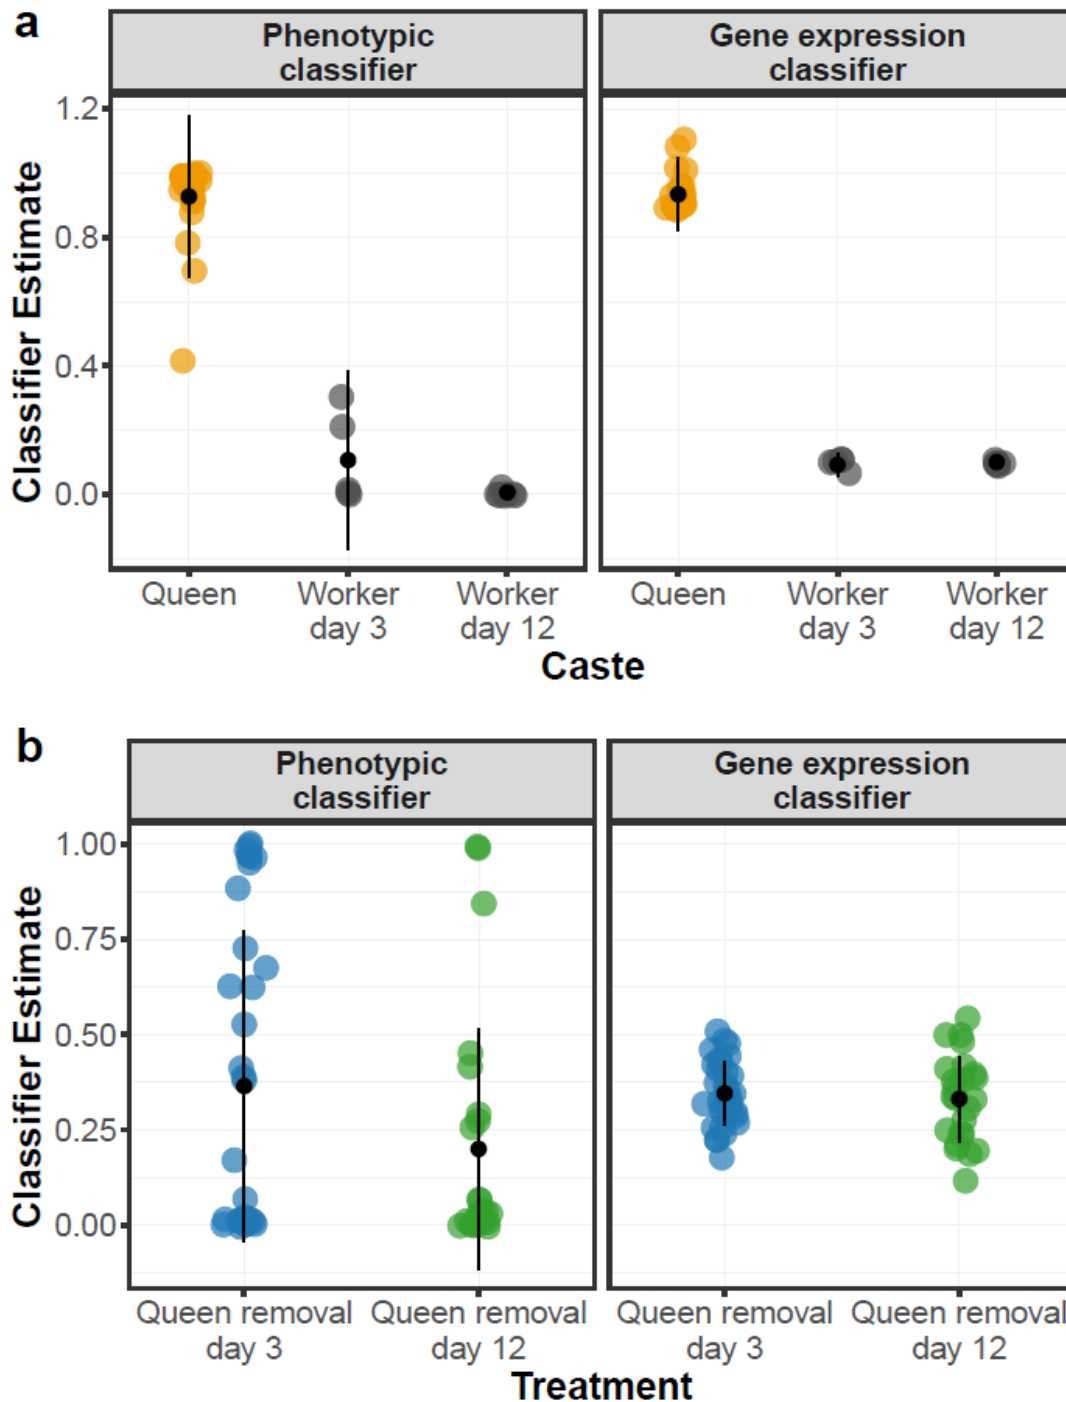 a
Phenotypic
classifier
Gene expression
classifier
Classifier Estimate
1.2
0.8
0.4
0.0
Queen
Worker
day 3
Worker
day 12
Queen
Worker
day 3
Worker
day 12
Caste
b
Phenotypic
classifier
Gene expression
classifier
Classifier Estimate
1.00
0.75
0.50
0.25
0.00
Queen removal
day 3
Queen removal
day 12
Queen removal
day 3
Queen removal
day 12
Treatment